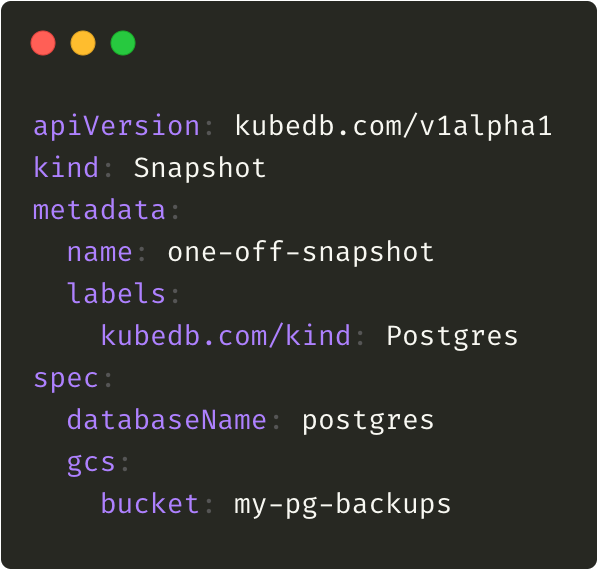 apiVersion: kubedb.com/v1alpha1
kind: Snapshot
metadata:
  name: one-off-snapshot
  labels:
    kubedb.com/kind: Postgres
spec:
  databaseName: postgres
  gcs:
    bucket: my-pg-backups